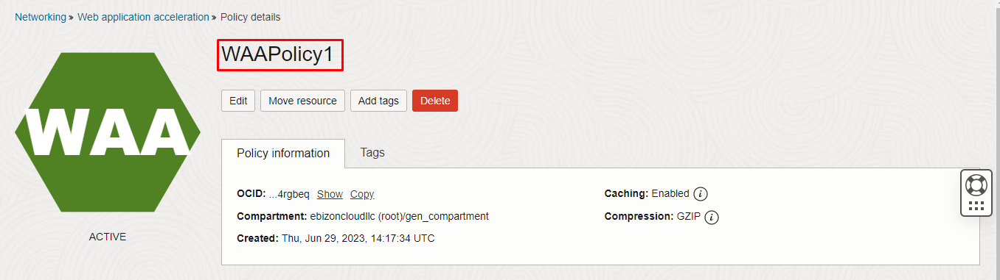 Networking » Web application acceleration » Policy details
WAAPolicy1
WAA
Edit Move resource Add tags Delete
Policy information Tags
OCID: ...4rgbeq Show Copy
Compartment: ebizoncloudllc (root)/gen_compartment
Created: Thu, Jun 29, 2023, 14:17:34 UTC
Caching: Enabled i
Compression: GZIP i
ACTIVE